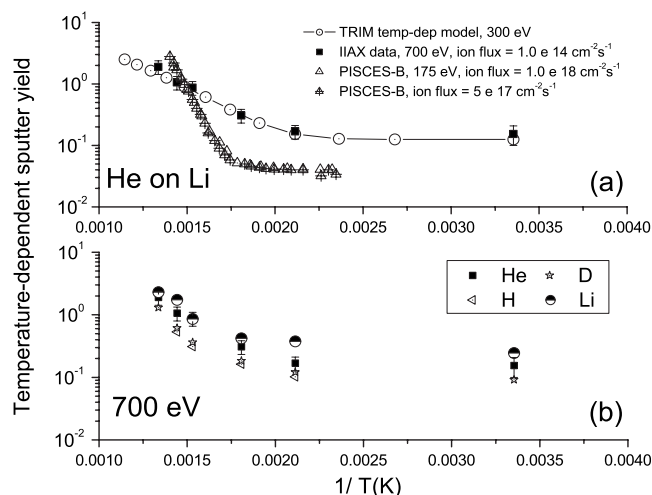 Temperature-dependent sputter yield
(a)
TRIM temp-dep model, 300 eV
IIAX data, 700 eV, ion flux = 1.0 e 14 cm⁻²s⁻¹
PISCES-B, 175 eV, ion flux = 1.0 e 18 cm⁻²s⁻¹
PISCES-B, ion flux = 5 e 17 cm⁻²s⁻¹
10¹
10⁰
10⁻¹
10⁻²
He on Li
0.0010 0.0015 0.0020 0.0025 0.0030 0.0035 0.0040
(b)
He D
H Li
10¹
10⁰
10⁻¹
10⁻²
700 eV
0.0010 0.0015 0.0020 0.0025 0.0030 0.0035 0.0040
1/ T(K)